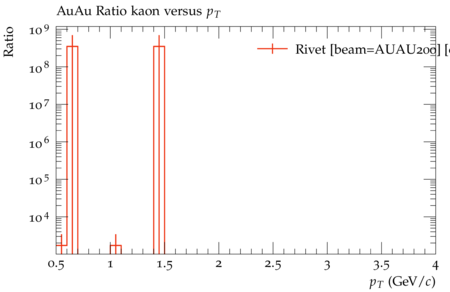 AuAu Ratio kaon versus p_T
Ratio
10^9
10^8
10^7
10^6
10^5
10^4
Rivet [beam=AUAU200]
0.5 1 1.5 2 2.5 3 3.5 4
p_T (GeV/c)